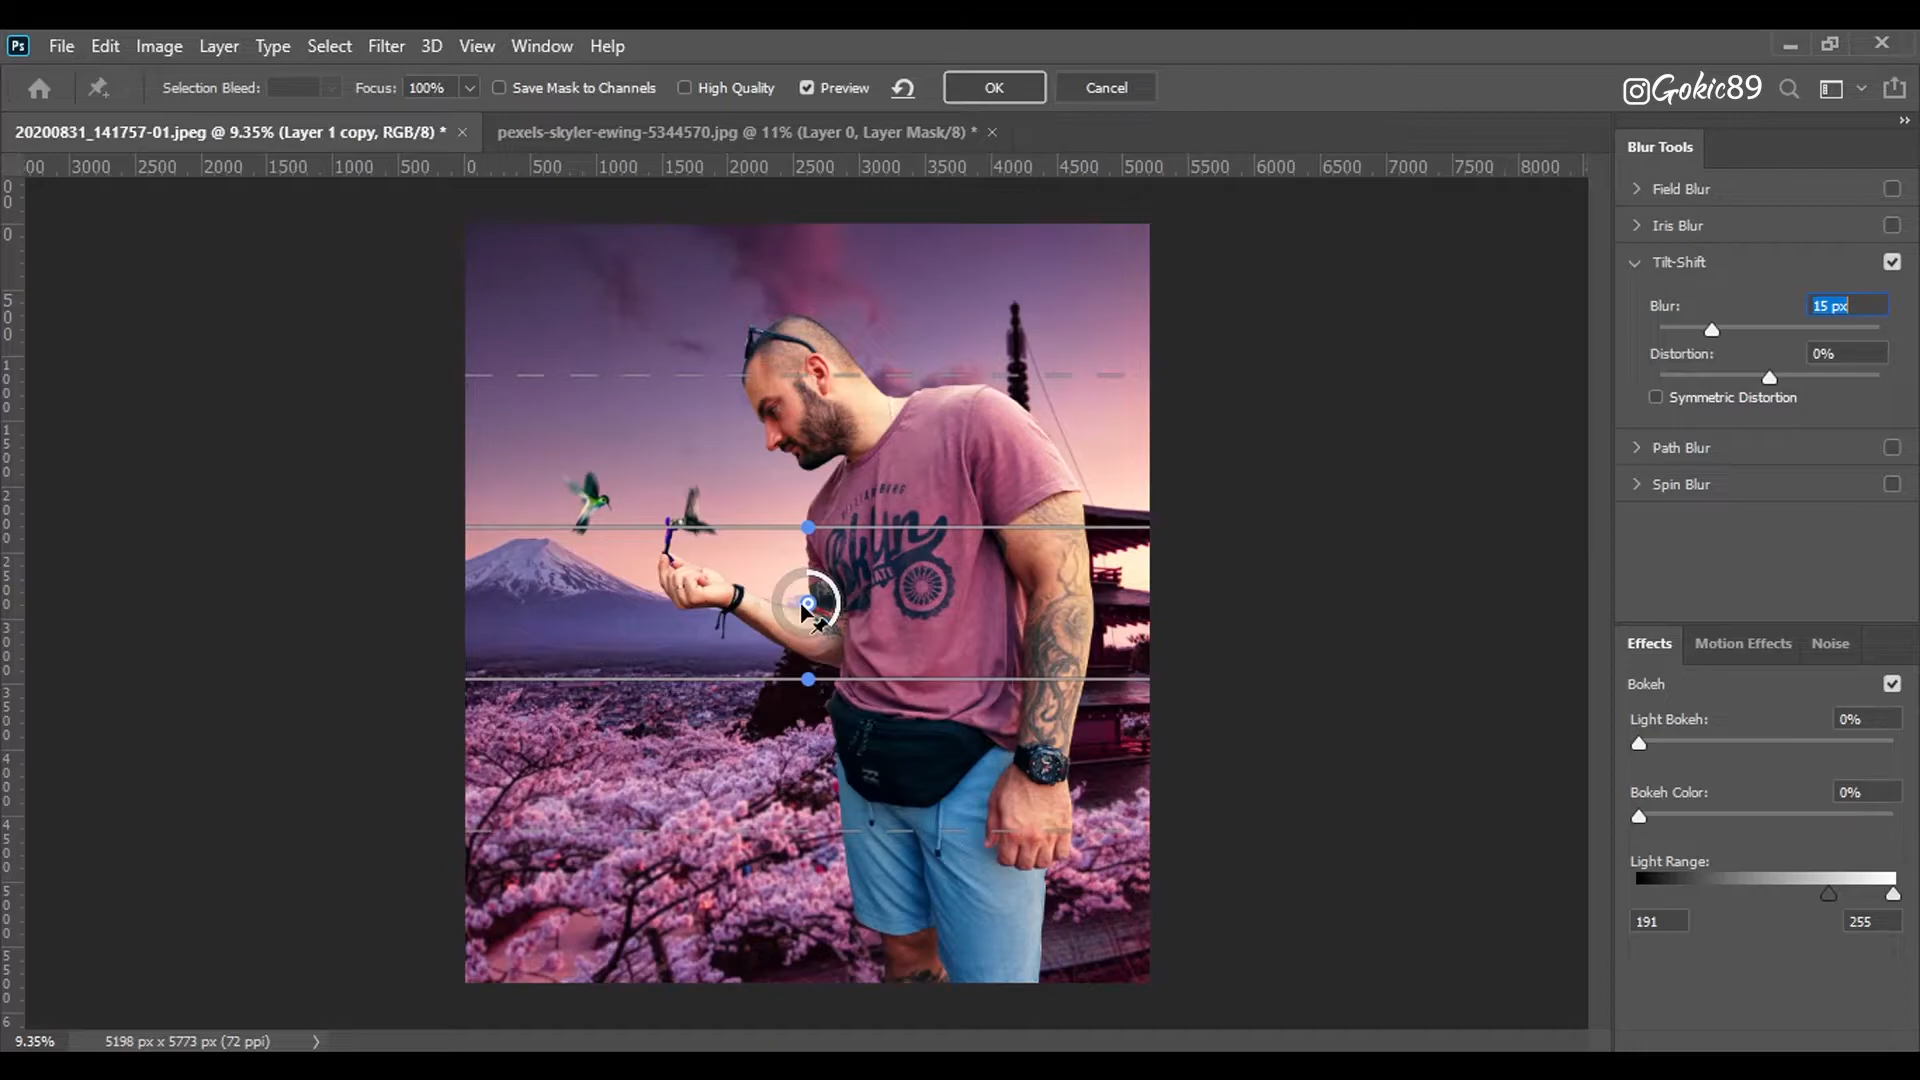 Ps File Edit Image Layer Type Select Filter 3D View Window Help
Selection Bleed: Focus: 100% Save Mask to Channels High Quality Preview OK Cancel Gokic89
20200831_141757-01.jpeg @ 9.35% (Layer 1 copy, RGB/8) * pexels-skyler-ewing-5344570.jpg @ 11% (Layer 0, Layer Mask/8) *
00 3000 2500 2000 1500 1000 500 0 500 1000 1500 2000 2500 3000 3500 4000 4500 5000 5500 6000 6500 7000 7500 8000
Blur Tools
Field Blur
Iris Blur
Tilt-Shift
Blur: 15 px
Distortion: 0%
Symmetric Distortion
Path Blur
Spin Blur
Effects Motion Effects Noise
Bokeh
Light Bokeh: 0%
Bokeh Color: 0%
Light Range:
191 255
9.35% 5198 px x 5773 px (72 ppi)